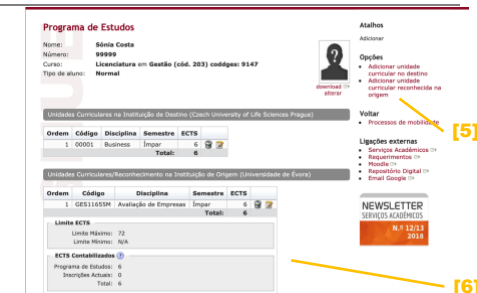 Programa de Estudos
Nome: Sónia Costa
Número: 99999
Curso: Licenciatura em Gestão (cód. 203) coddges: 9147
Tipo de aluno: Normal
download
alterar
Unidades Curriculares na Instituição de Destino (Czech University of Life Sciences Prague)
Ordem Código Disciplina Semestre ECTS
1 00001 Business Ímpar 6
Total: 6
Unidades Curriculares/Reconhecimento na Instituição de Origem (Universidade de Évora)
Ordem Código Disciplina Semestre ECTS
1 GES11655M Avaliação de Empresas Ímpar 6
Total: 6
Limite ECTS
Limite Máximo: 72
Limite Mínimo: N/A
ECTS Contabilizados
Programa de Estudos: 6
Inscrições Actuais: 0
Total: 6
Atalhos
Adicionar
Opções
Adicionar unidade
curricular no destino
Adicionar unidade
curricular reconhecida na
origem
Voltar
Processos de mobilidade
[5]
Ligações externas
Serviços Académicos
Requerimentos
Moodle
Repositório Digital
Email Google
NEWSLETTER
SERVIÇOS ACADÉMICOS
N.º 12/13
2018
[6]